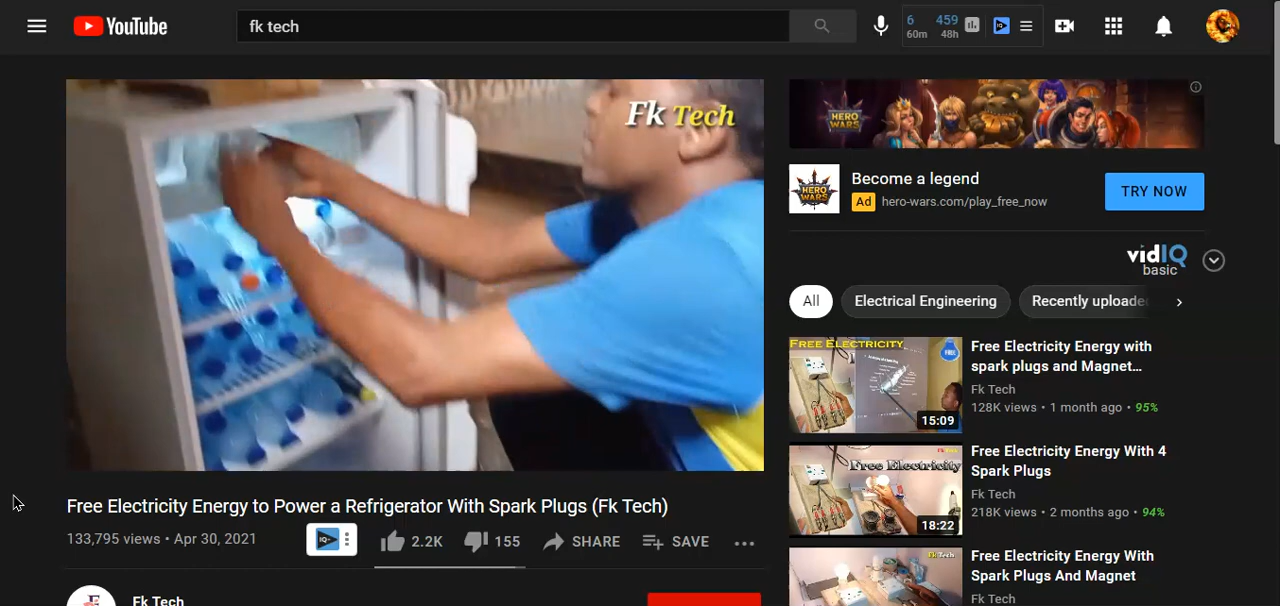 YouTube
fk tech
6 459
60m 48h
Fk Tech
HERO WARS
Become a legend
HERO WARS
Ad hero-wars.com/play_free_now
TRY NOW
vidIQ
basic
All
Electrical Engineering
Recently uploade
FREE ELECTRICITY
FREE
15:09
Free Electricity Energy with
spark plugs and Magnet…
Fk Tech
128K views • 1 month ago • 95%
Free Electricity
18:22
Free Electricity Energy With 4
Spark Plugs
Fk Tech
218K views • 2 months ago • 94%
Fk Tech
Free Electricity Energy With
Spark Plugs And Magnet
Fk Tech
Free Electricity Energy to Power a Refrigerator With Spark Plugs (Fk Tech)
133,795 views • Apr 30, 2021
IQ
2.2K
155
SHARE
SAVE
Fk Tech